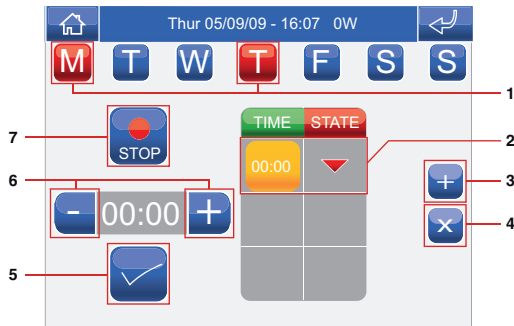 Thur 05/09/09 - 16:07 0W
M T W T F S S
1
7
STOP
TIME STATE
2
00:00
6
- 00:00 +
+
3
x
4
5